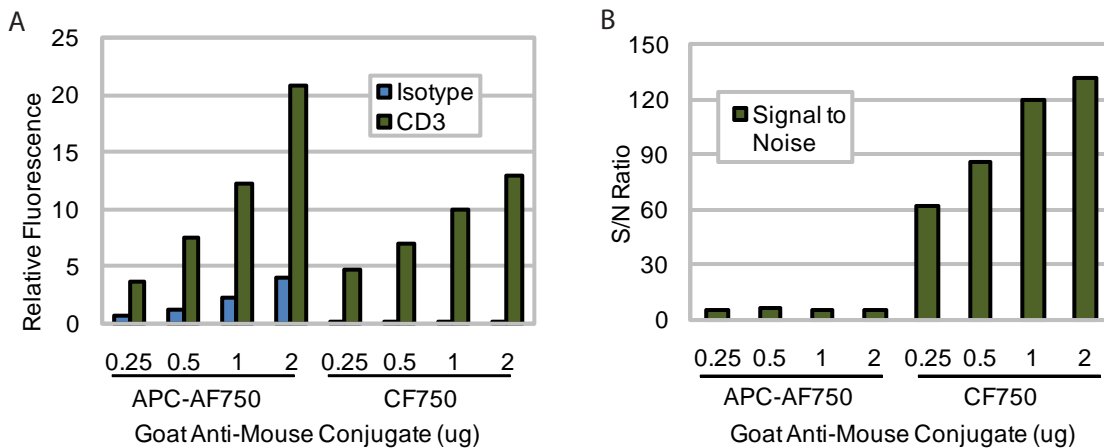 A
Relative Fluorescence
25
20
15
10
5
0
Isotype
CD3
0.25 0.5 1 2 0.25 0.5 1 2
APC-AF750 CF750
Goat Anti-Mouse Conjugate (ug)
B
S/N Ratio
150
120
90
60
30
0
Signal to
Noise
0.25 0.5 1 2 0.25 0.5 1 2
APC-AF750 CF750
Goat Anti-Mouse Conjugate (ug)